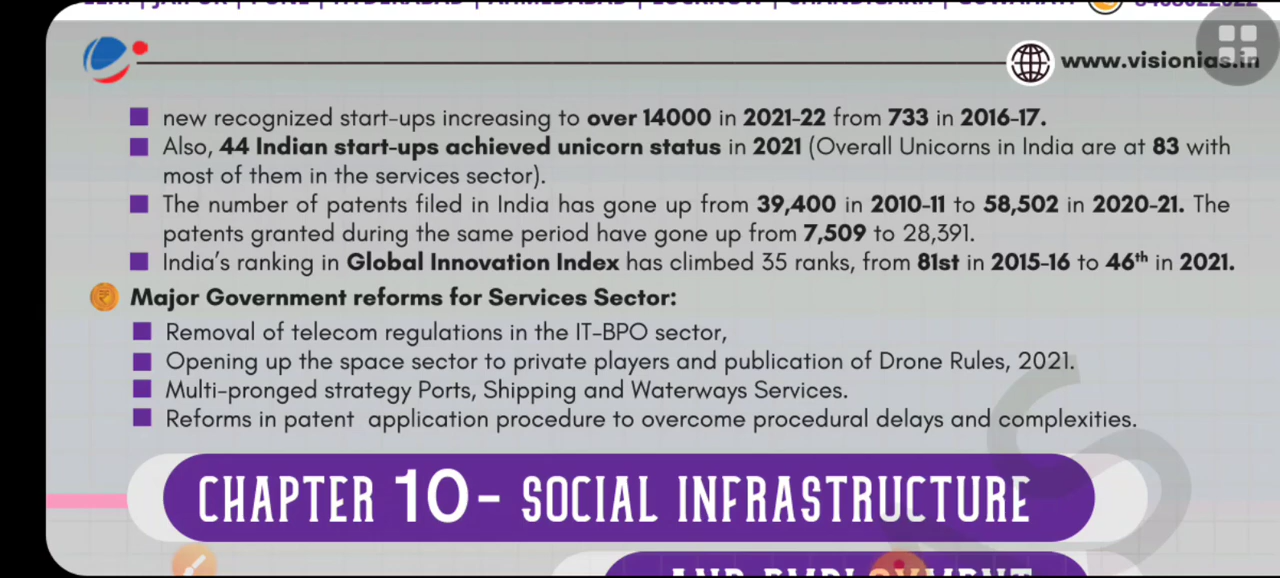 www.visionias.in
new recognized start-ups increasing to over 14000 in 2021-22 from 733 in 2016-17.
Also, 44 Indian start-ups achieved unicorn status in 2021 (Overall Unicorns in India are at 83 with
most of them in the services sector).
The number of patents filed in India has gone up from 39,400 in 2010-11 to 58,502 in 2020-21. The
patents granted during the same period have gone up from 7,509 to 28,391.
India's ranking in Global Innovation Index has climbed 35 ranks, from 81st in 2015-16 to 46th in 2021.
Major Government reforms for Services Sector:
Removal of telecom regulations in the IT-BPO sector,
Opening up the space sector to private players and publication of Drone Rules, 2021.
Multi-pronged strategy Ports, Shipping and Waterways Services.
Reforms in patent application procedure to overcome procedural delays and complexities.
CHAPTER 10- SOCIAL INFRASTRUCTURE
AND EMPLOYMENT